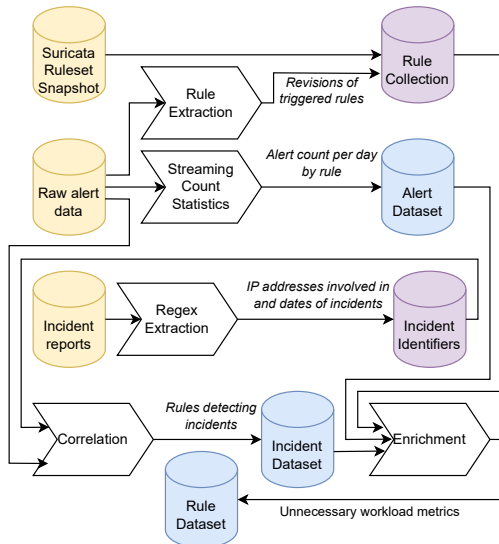 Suricata
Ruleset
Snapshot
Rule
Extraction
Revisions of
triggered rules
Rule
Collection
Raw alert
data
Streaming
Count
Statistics
Alert count per day
by rule
Alert
Dataset
Incident
reports
Regex
Extraction
IP addresses involved in
and dates of incidents
Incident
Identifiers
Correlation
Rules detecting
incidents
Incident
Dataset
Enrichment
Rule
Dataset
Unnecessary workload metrics